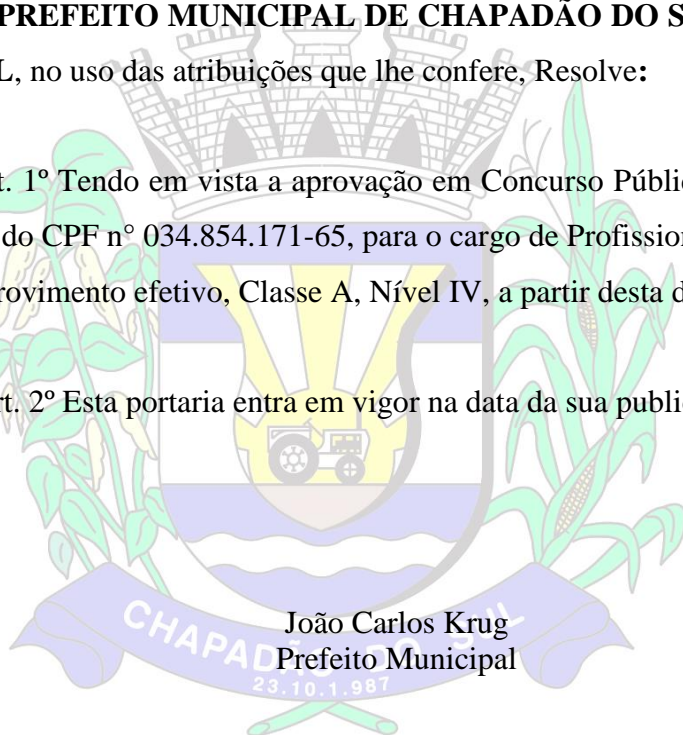 PREFEITO MUNICIPAL DE CHAPADÃO DO S
L, no uso das atribuições que lhe confere, Resolve:
t. 1º Tendo em vista a aprovação em Concurso Públic
do CPF n° 034.854.171-65, para o cargo de Profission
rovimento efetivo, Classe A, Nível IV, a partir desta d
rt. 2º Esta portaria entra em vigor na data da sua public
João Carlos Krug
Prefeito Municipal
CHAPADÃO DO SUL
23.10.1.987